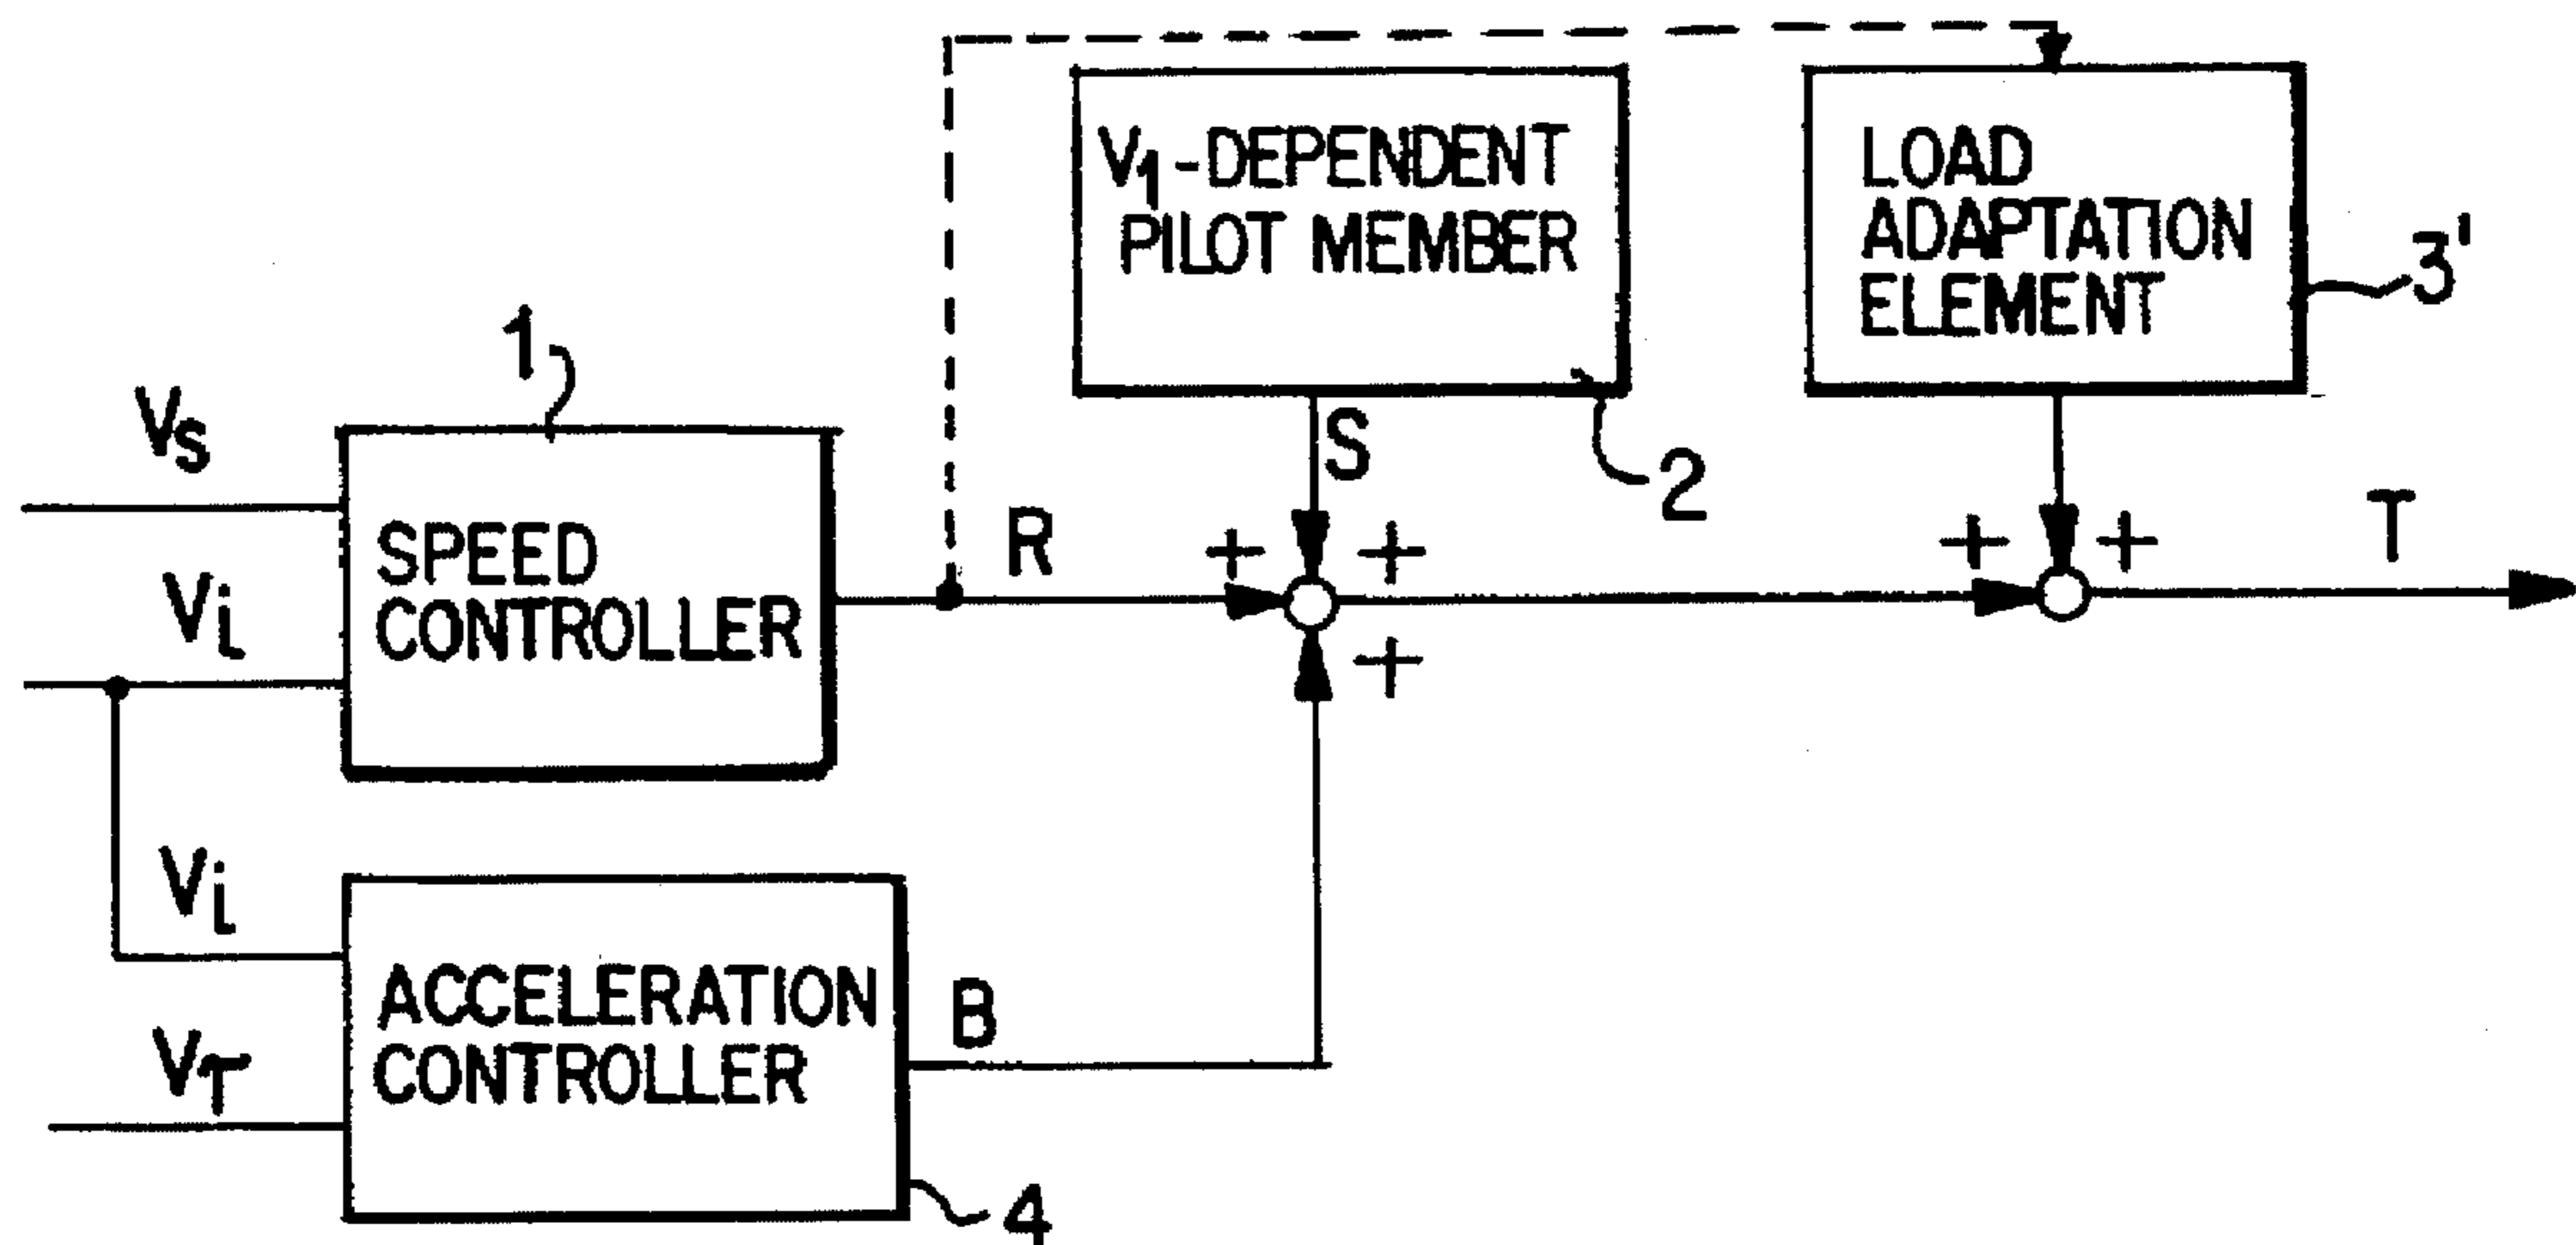 V1-DEPENDENT
PILOT MEMBER
LOAD
ADAPTATION
ELEMENT
3'
1
Vs
SPEED
CONTROLLER
Vi
R
S
2
+
+
+
+
+
T
Vi
ACCELERATION
CONTROLLER
VT
B
4